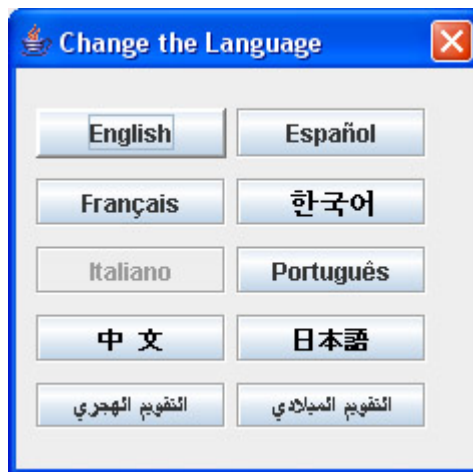 Change the Language
English Español
Français 한국어
Italiano Português
中 文 日本語
التقويم الهجري التقويم الميلادي